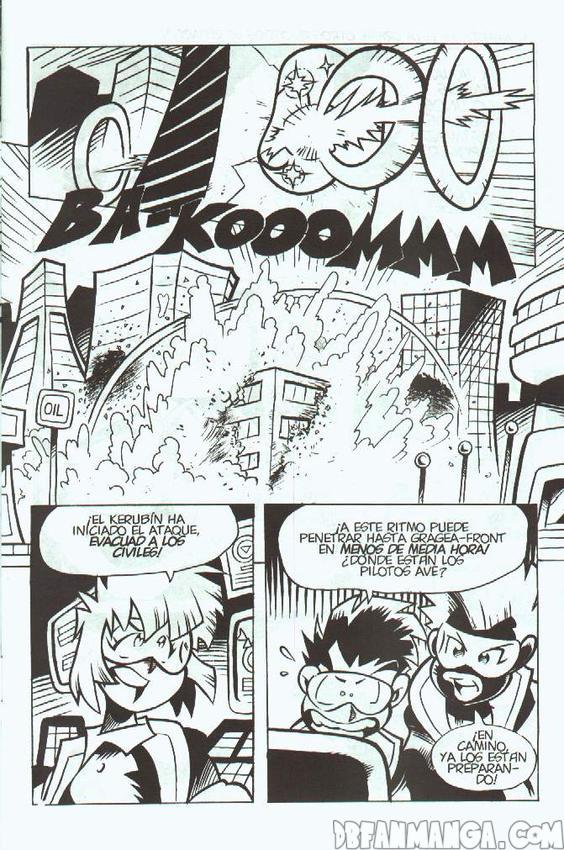 BA-KOOOMMM
OIL
¡EL KERUBÍN HA
INICIADO EL ATAQUE,
EVACUAD A LOS
CIVILES!
¡A ESTE RITMO PUEDE
PENETRAR HASTA GRAGEA-FRONT
EN MENOS DE MEDIA HORA!
¿DÓNDE ESTÁN LOS
PILOTOS AVE?
¡EN
CAMINO,
YA LOS ESTÁN
PREPARAN-
DO!
DBFANMANGA.COM